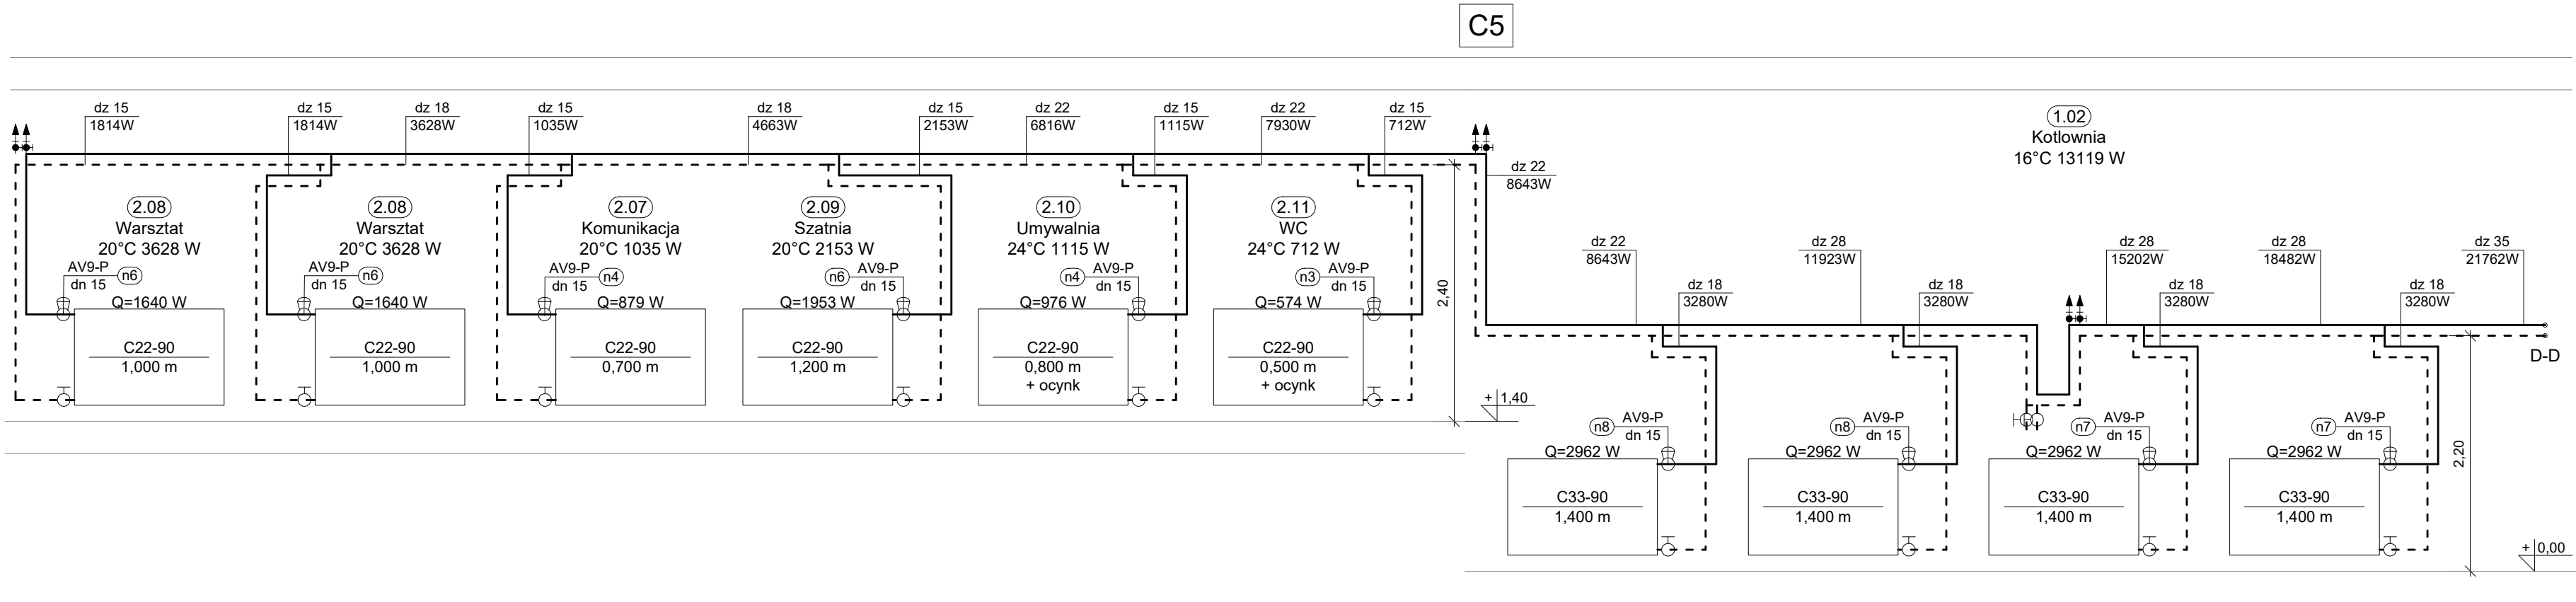 C5
dz 15
1814W
dz 15
1814W
dz 18
3628W
dz 15
1035W
dz 18
4663W
dz 15
2153W
dz 22
6816W
dz 15
1115W
dz 22
7930W
dz 15
712W
1.02
Kotlownia
16°C 13119 W
dz 22
8643W
2.08
Warsztat
20°C 3628 W
2.08
Warsztat
20°C 3628 W
2.07
Komunikacja
20°C 1035 W
2.09
Szatnia
20°C 2153 W
2.10
Umywalnia
24°C 1115 W
2.11
WC
24°C 712 W
dz 22
8643W
dz 28
11923W
dz 28
15202W
dz 28
18482W
dz 35
21762W
AV9-P n6
dn 15
AV9-P n6
dn 15
AV9-P n4
dn 15
n6 AV9-P
dn 15
n4 AV9-P
dn 15
n3 AV9-P
dn 15
2,40
dz 18
3280W
dz 18
3280W
dz 18
3280W
dz 18
3280W
Q=1640 W
Q=1640 W
Q=879 W
Q=1953 W
Q=976 W
Q=574 W
C22-90
1,000 m
C22-90
1,000 m
C22-90
0,700 m
C22-90
1,200 m
C22-90
0,800 m
+ ocynk
C22-90
0,500 m
+ ocynk
D-D
+ 1,40
n8 AV9-P
dn 15
n8 AV9-P
dn 15
n7 AV9-P
dn 15
n7 AV9-P
dn 15
2,20
Q=2962 W
Q=2962 W
Q=2962 W
Q=2962 W
C33-90
1,400 m
C33-90
1,400 m
C33-90
1,400 m
C33-90
1,400 m
+ 0,00